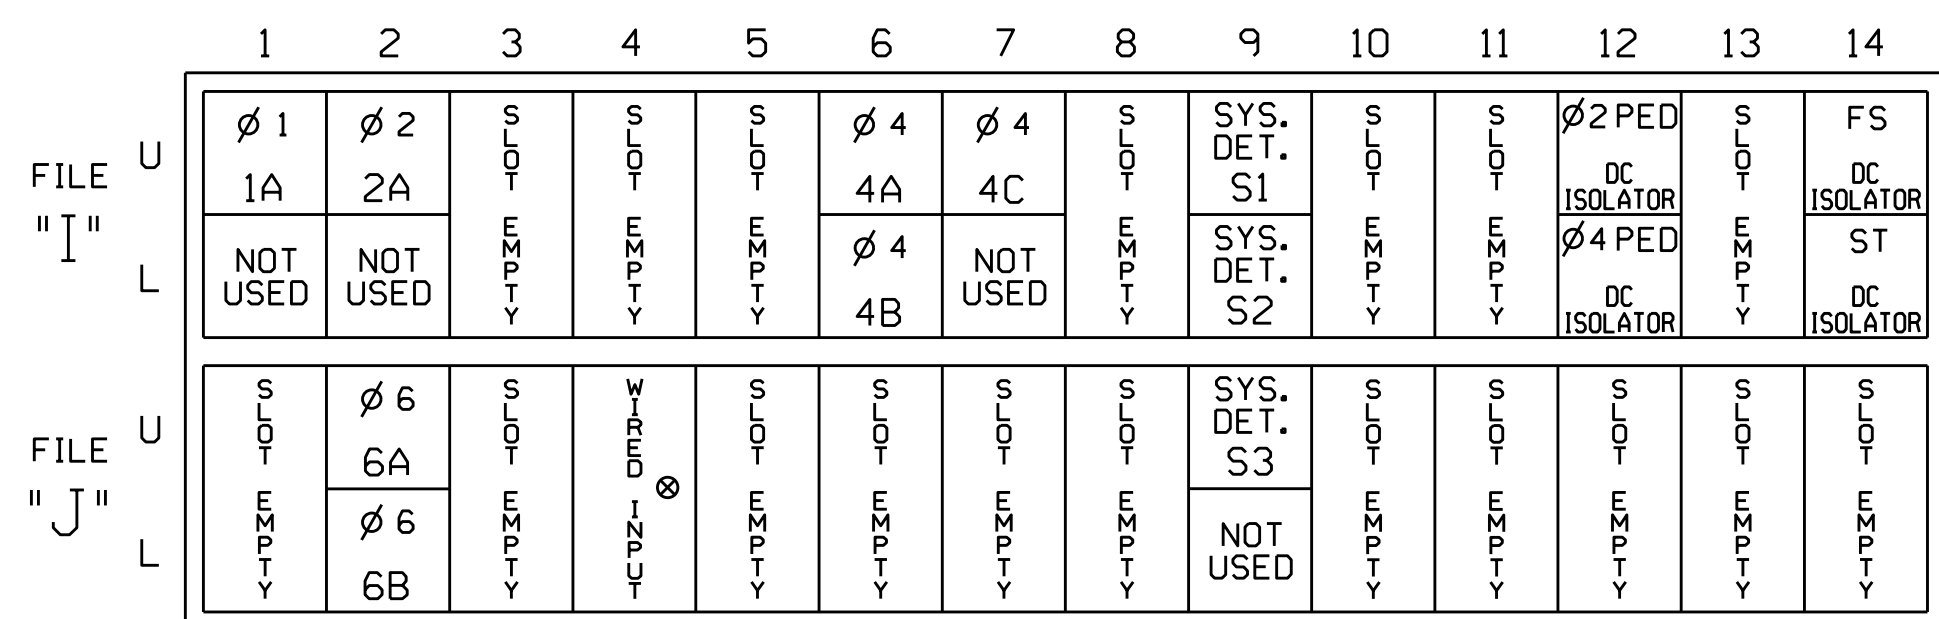 1 2 3 4 5 6 7 8 9 10 11 12 13 14
FILE
"I"
U
L
Ø 1
1A
NOT
USED
Ø 2
2A
NOT
USED
SLOT EMPTY
SLOT EMPTY
SLOT EMPTY
Ø 4
4A
Ø 4
4B
Ø 4
4C
NOT
USED
SLOT EMPTY
SYS.
DET.
S1
SYS.
DET.
S2
SLOT EMPTY
SLOT EMPTY
Ø2 PED
DC
ISOLATOR
Ø4 PED
DC
ISOLATOR
SLOT EMPTY
FS
DC
ISOLATOR
ST
DC
ISOLATOR
FILE
"J"
U
L
SLOT EMPTY
Ø 6
6A
Ø 6
6B
SLOT EMPTY
WIRED INPUT
⊗
SLOT EMPTY
SLOT EMPTY
SLOT EMPTY
SLOT EMPTY
SYS.
DET.
S3
NOT
USED
SLOT EMPTY
SLOT EMPTY
SLOT EMPTY
SLOT EMPTY
SLOT EMPTY